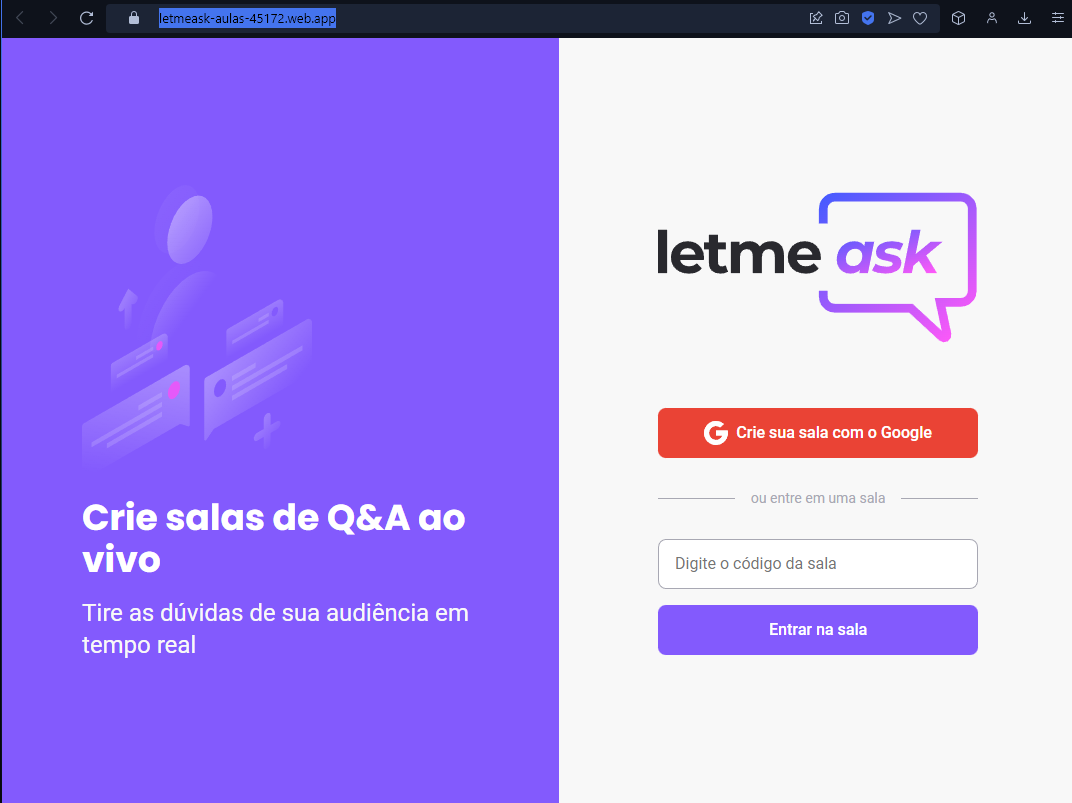 letmeask-aulas-45172.web.app
letme ask
Crie sua sala com o Google
ou entre em uma sala
Digite o código da sala
Entrar na sala
Crie salas de Q&A ao
vivo
Tire as dúvidas de sua audiência em
tempo real